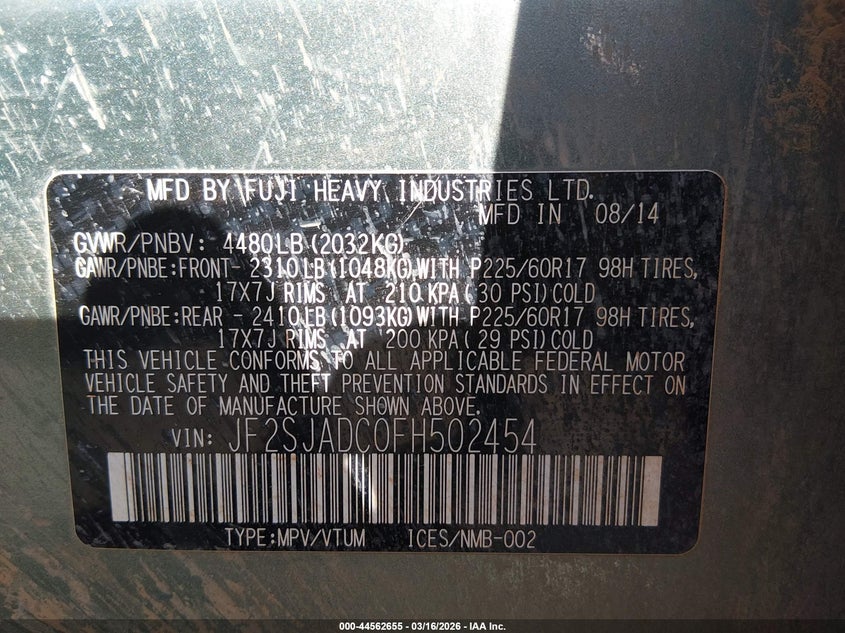 MFD BY FUJI HEAVY INDUSTRIES LTD.
MFD IN 08/14
GVWR/PNBV: 4480LB(2032KG)
GAWR/PNBE:FRONT- 2310LB(1048KG)WITH P225/60R17 98H TIRES,
17X7J RIMS AT 210KPA(30 PSI)COLD
GAWR/PNBE:REAR - 2410LB(1093KG)WITH P225/60R17 98H TIRES,
17X7J RIMS AT 200KPA(29 PSI)COLD
THIS VEHICLE CONFORMS TO ALL APPLICABLE FEDERAL MOTOR
VEHICLE SAFETY AND THEFT PREVENTION STANDARDS IN EFFECT ON
THE DATE OF MANUFACTURE SHOWN ABOVE.
VIN: JF2SJADC0FH502454
TYPE:MPV/VTUM ICES/NMB-002
000-44562655 - 03/16/2026 - IAA Inc.